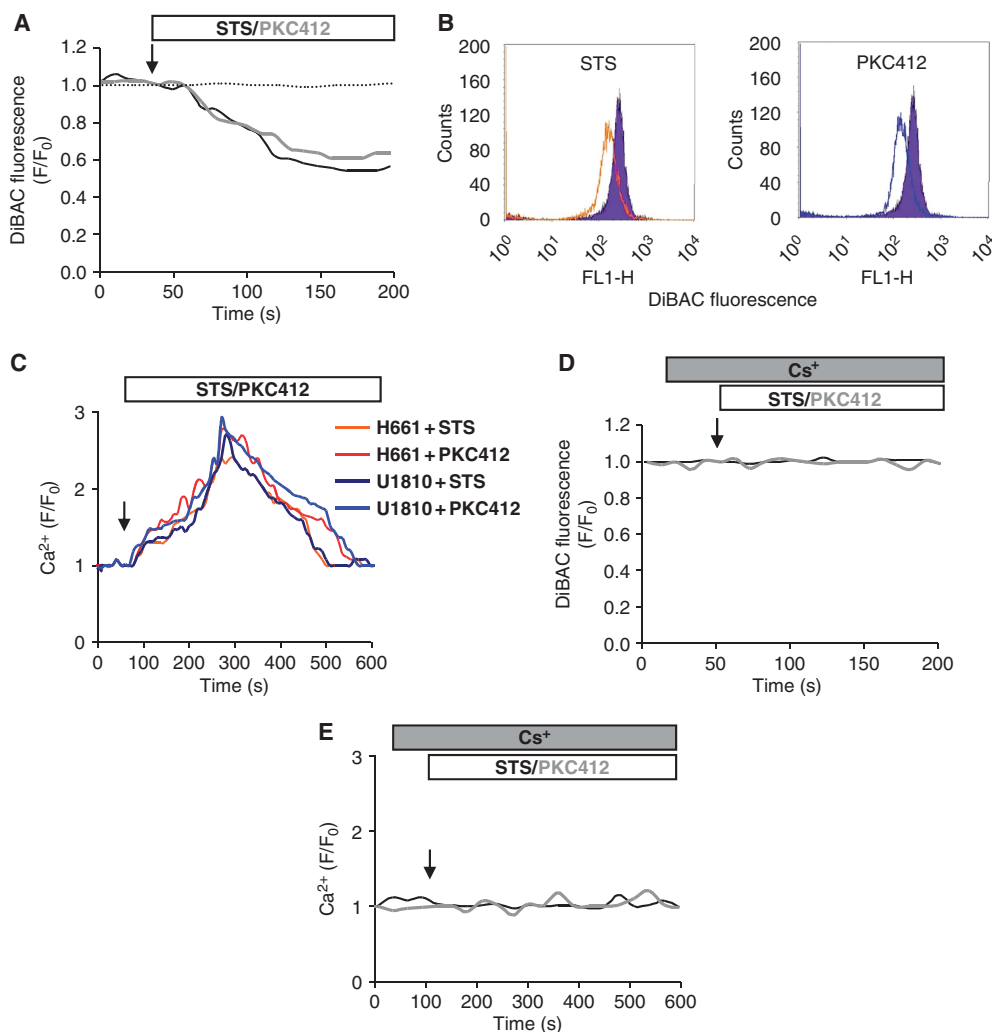 A
STS/PKC412
DiBAC fluorescence
(F/F₀)
1.2
1.0
0.8
0.6
0.4
0.2
0.0
0 50 100 150 200
Time (s)
B
STS
Counts
200
160
120
80
40
0
10⁰ 10¹ 10² 10³ 10⁴
FL1-H
PKC412
Counts
200
160
120
80
40
0
10⁰ 10¹ 10² 10³ 10⁴
FL1-H
DiBAC fluorescence
C
STS/PKC412
Ca²⁺ (F/F₀)
3
2
1
0
0 100 200 300 400 500 600
Time (s)
H661 + STS
H661 + PKC412
U1810 + STS
U1810 + PKC412
D
Cs⁺
STS/PKC412
DiBAC fluorescence
(F/F₀)
1.2
1.0
0.8
0.6
0.4
0.2
0.0
0 50 100 150 200
Time (s)
E
Cs⁺
STS/PKC412
Ca²⁺ (F/F₀)
3
2
1
0
0 100 200 300 400 500 600
Time (s)